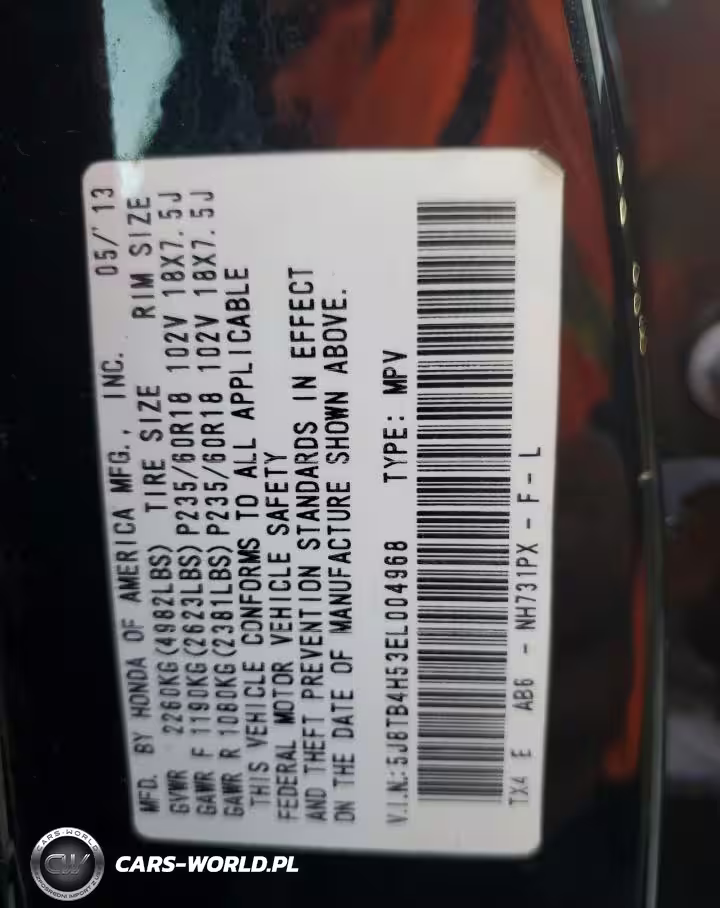 MFD. BY HONDA OF AMERICA MFG., INC. 05/'13
GVWR 2260KG(4982LBS) TIRE SIZE RIM SIZE
GAWR F 1190KG(2623LBS) P235/60R18 102V 18X7.5J
GAWR R 1080KG(2381LBS) P235/60R18 102V 18X7.5J
THIS VEHICLE CONFORMS TO ALL APPLICABLE
FEDERAL MOTOR VEHICLE SAFETY
AND THEFT PREVENTION STANDARDS IN EFFECT
ON THE DATE OF MANUFACTURE SHOWN ABOVE.
V.I.N.: 5J8TB4H53EL004968 TYPE: MPV
TX4 E AB6 - NH731PX - F - L
CARS-WORLD
CW
CARS-WORLD.PL